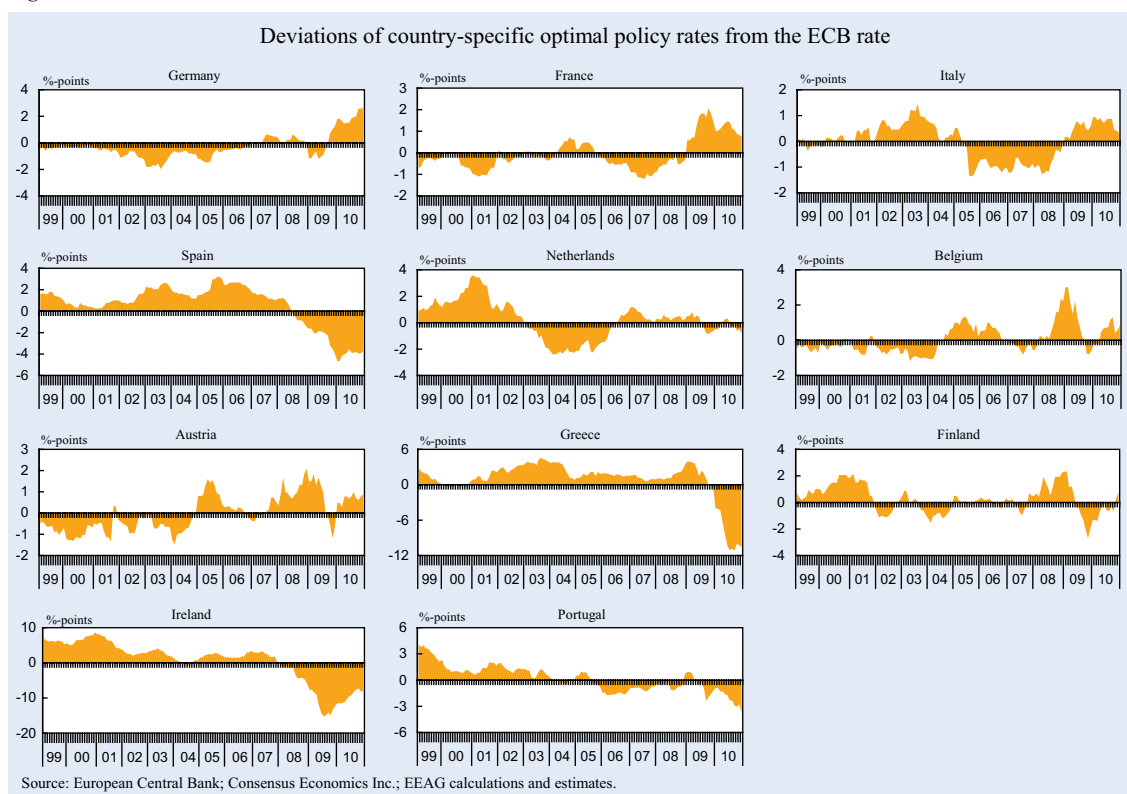 Deviations of country-specific optimal policy rates from the ECB rate
Germany
%-points
4
2
0
-2
-4
99 00 01 02 03 04 05 06 07 08 09 10
France
%-points
3
2
1
0
-1
-2
99 00 01 02 03 04 05 06 07 08 09 10
Italy
%-points
2
1
0
-1
-2
99 00 01 02 03 04 05 06 07 08 09 10
Spain
%-points
4
2
0
-2
-4
-6
99 00 01 02 03 04 05 06 07 08 09 10
Netherlands
%-points
4
2
0
-2
-4
99 00 01 02 03 04 05 06 07 08 09 10
Belgium
%-points
4
2
0
-2
99 00 01 02 03 04 05 06 07 08 09 10
Austria
%-points
3
2
1
0
-1
-2
99 00 01 02 03 04 05 06 07 08 09 10
Greece
%-points
6
0
-6
-12
99 00 01 02 03 04 05 06 07 08 09 10
Finland
%-points
4
2
0
-2
-4
99 00 01 02 03 04 05 06 07 08 09 10
Ireland
%-points
10
0
-10
-20
99 00 01 02 03 04 05 06 07 08 09 10
Portugal
%-points
6
3
0
-3
-6
99 00 01 02 03 04 05 06 07 08 09 10
Source: European Central Bank; Consensus Economics Inc.; EEAG calculations and estimates.